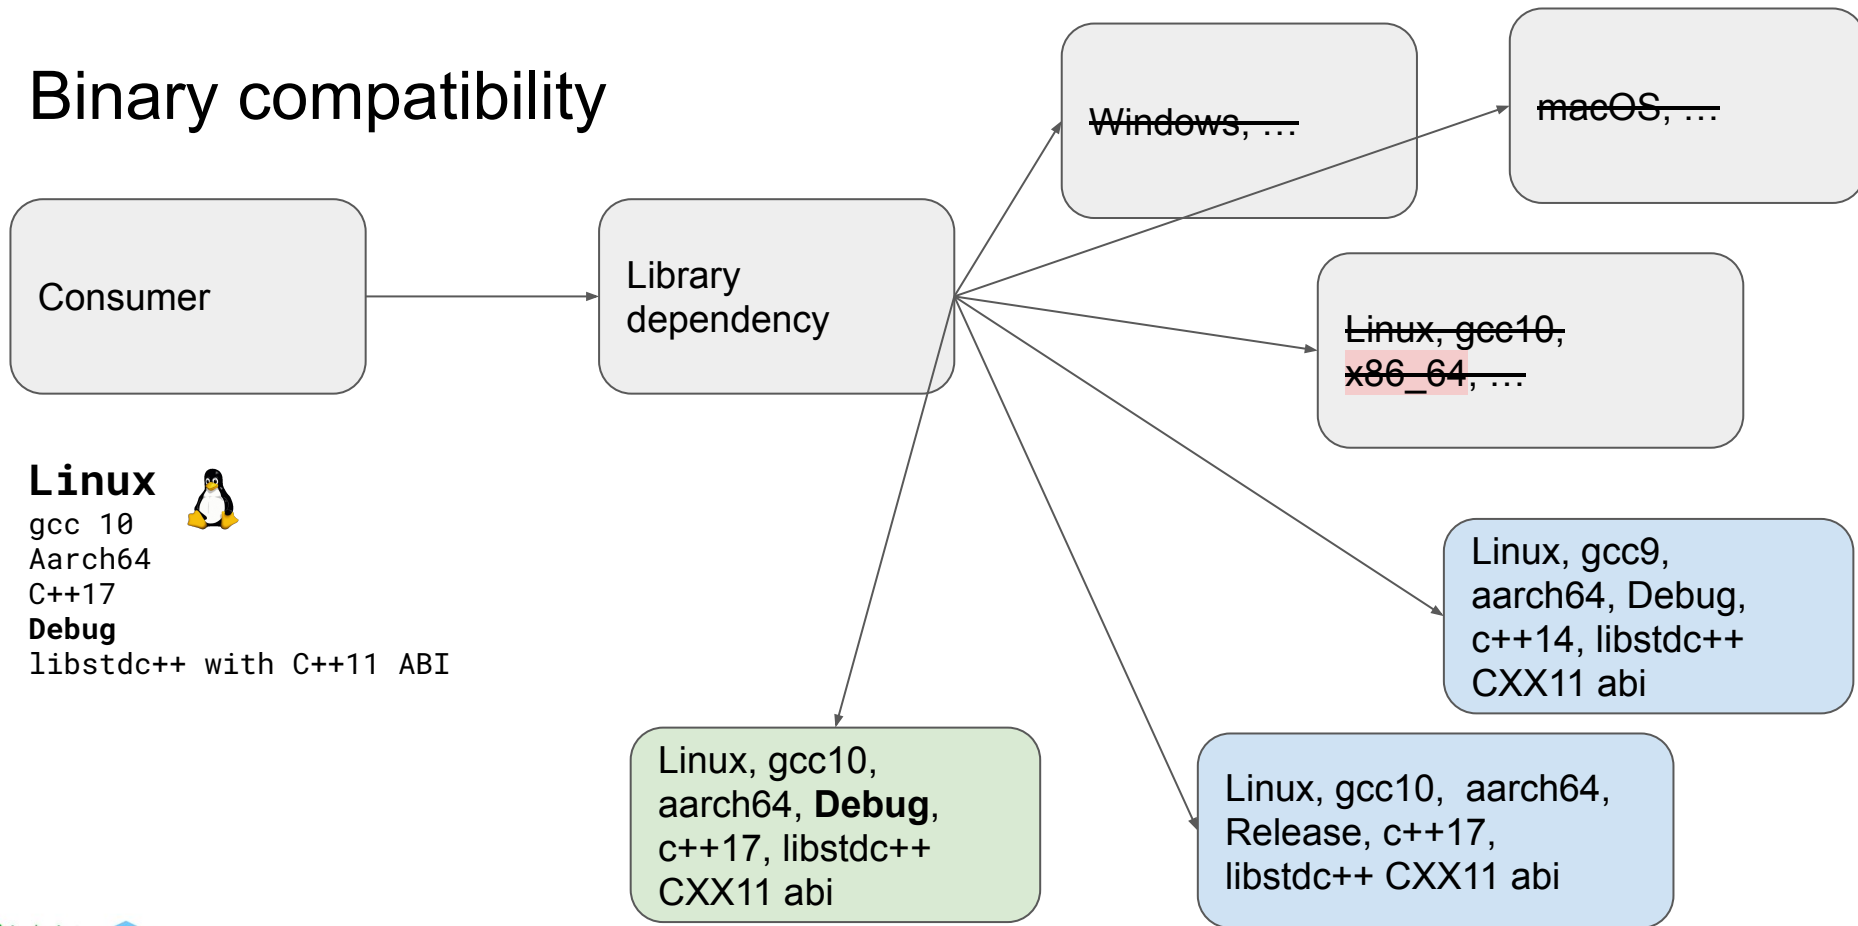 Binary compatibility
Windows, …
macOS, …
Consumer
Library
dependency
Linux, gcc10,
x86_64, …
Linux
gcc 10
Aarch64
C++17
Debug
libstdc++ with C++11 ABI
Linux, gcc9,
aarch64, Debug,
c++14, libstdc++
CXX11 abi
Linux, gcc10,
aarch64, Debug,
c++17, libstdc++
CXX11 abi
Linux, gcc10,  aarch64,
Release, c++17,
libstdc++ CXX11 abi